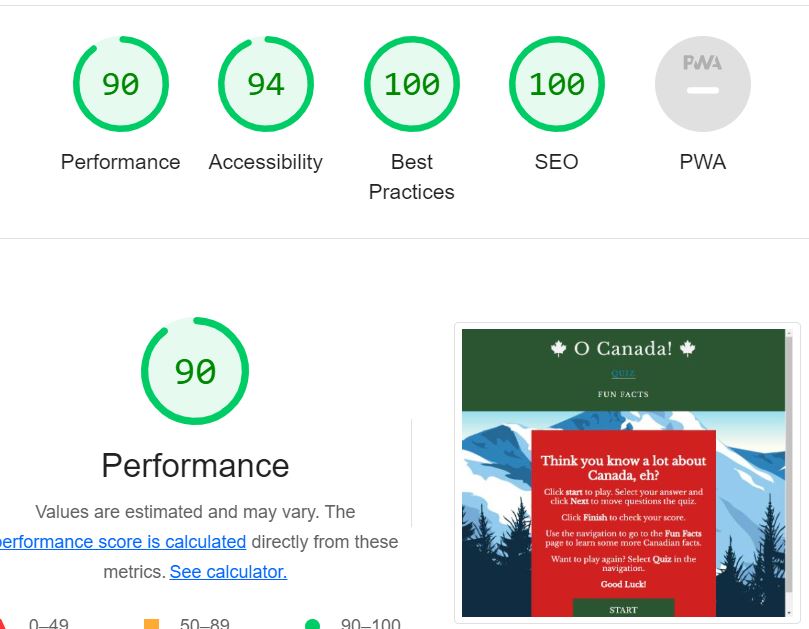 90
94
100
100
PWA
Performance
Accessibility
Best
Practices
SEO
PWA
90
Performance
Values are estimated and may vary. The
performance score is calculated directly from these
metrics. See calculator.
0–49
50–89
90–100
O Canada!
QUIZ
FUN FACTS
Think you know a lot about
Canada, eh?
Click start to play. Select your answer and
click Next to move questions the quiz.
Click Finish to check your score.
Use the navigation to go to the Fun Facts
page to learn some more Canadian facts.
Want to play again? Select Quiz in the
navigation.
Good Luck!
START